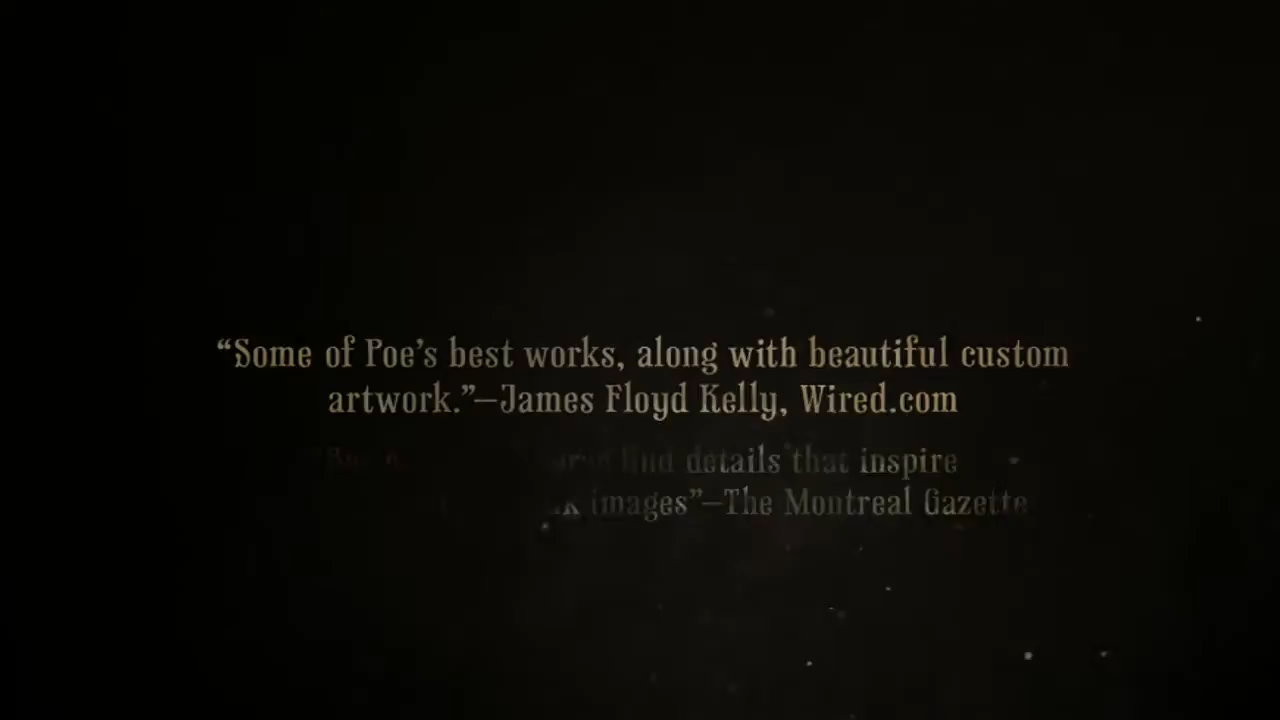 “Some of Poe’s best works, along with beautiful custom
artwork.”—James Floyd Kelly, Wired.com
details that inspire
images”—The Montreal Gazette